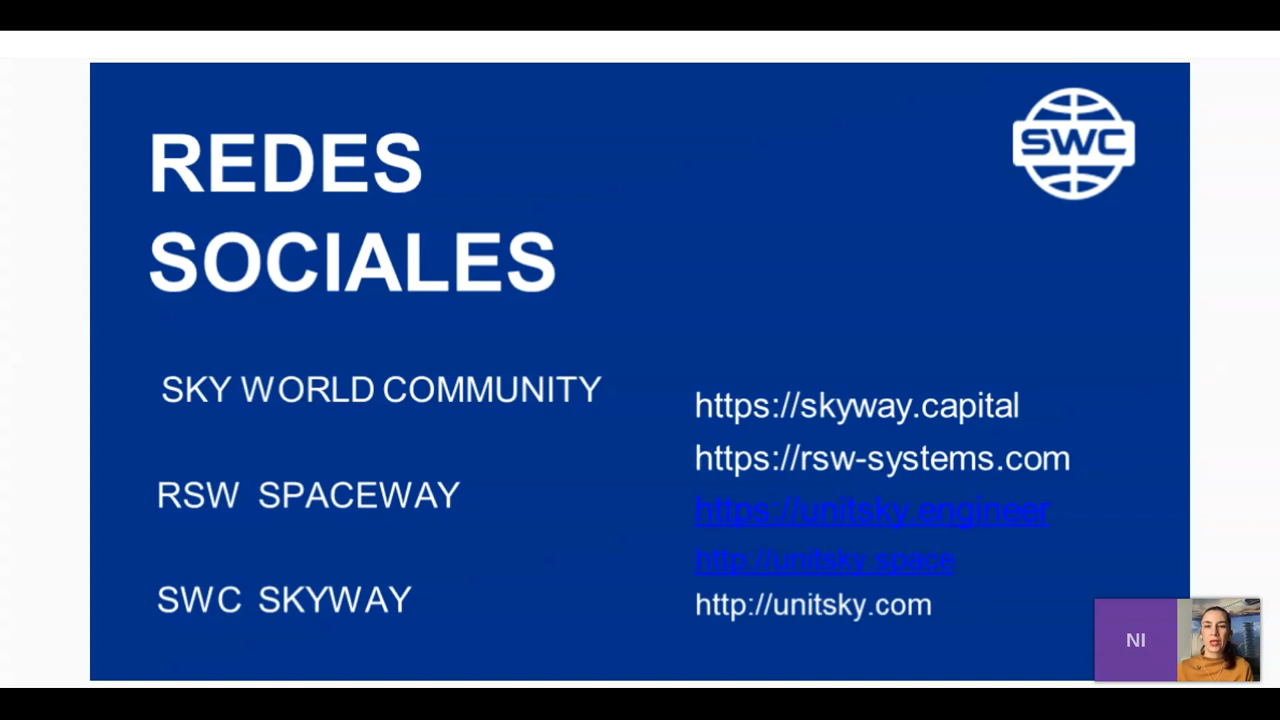 SWC
REDES
SOCIALES
SKY WORLD COMMUNITY
RSW SPACEWAY
SWC SKYWAY
https://skyway.capital
https://rsw-systems.com
https://unitsky.engineer
http://unitsky.space
http://unitsky.com
NI